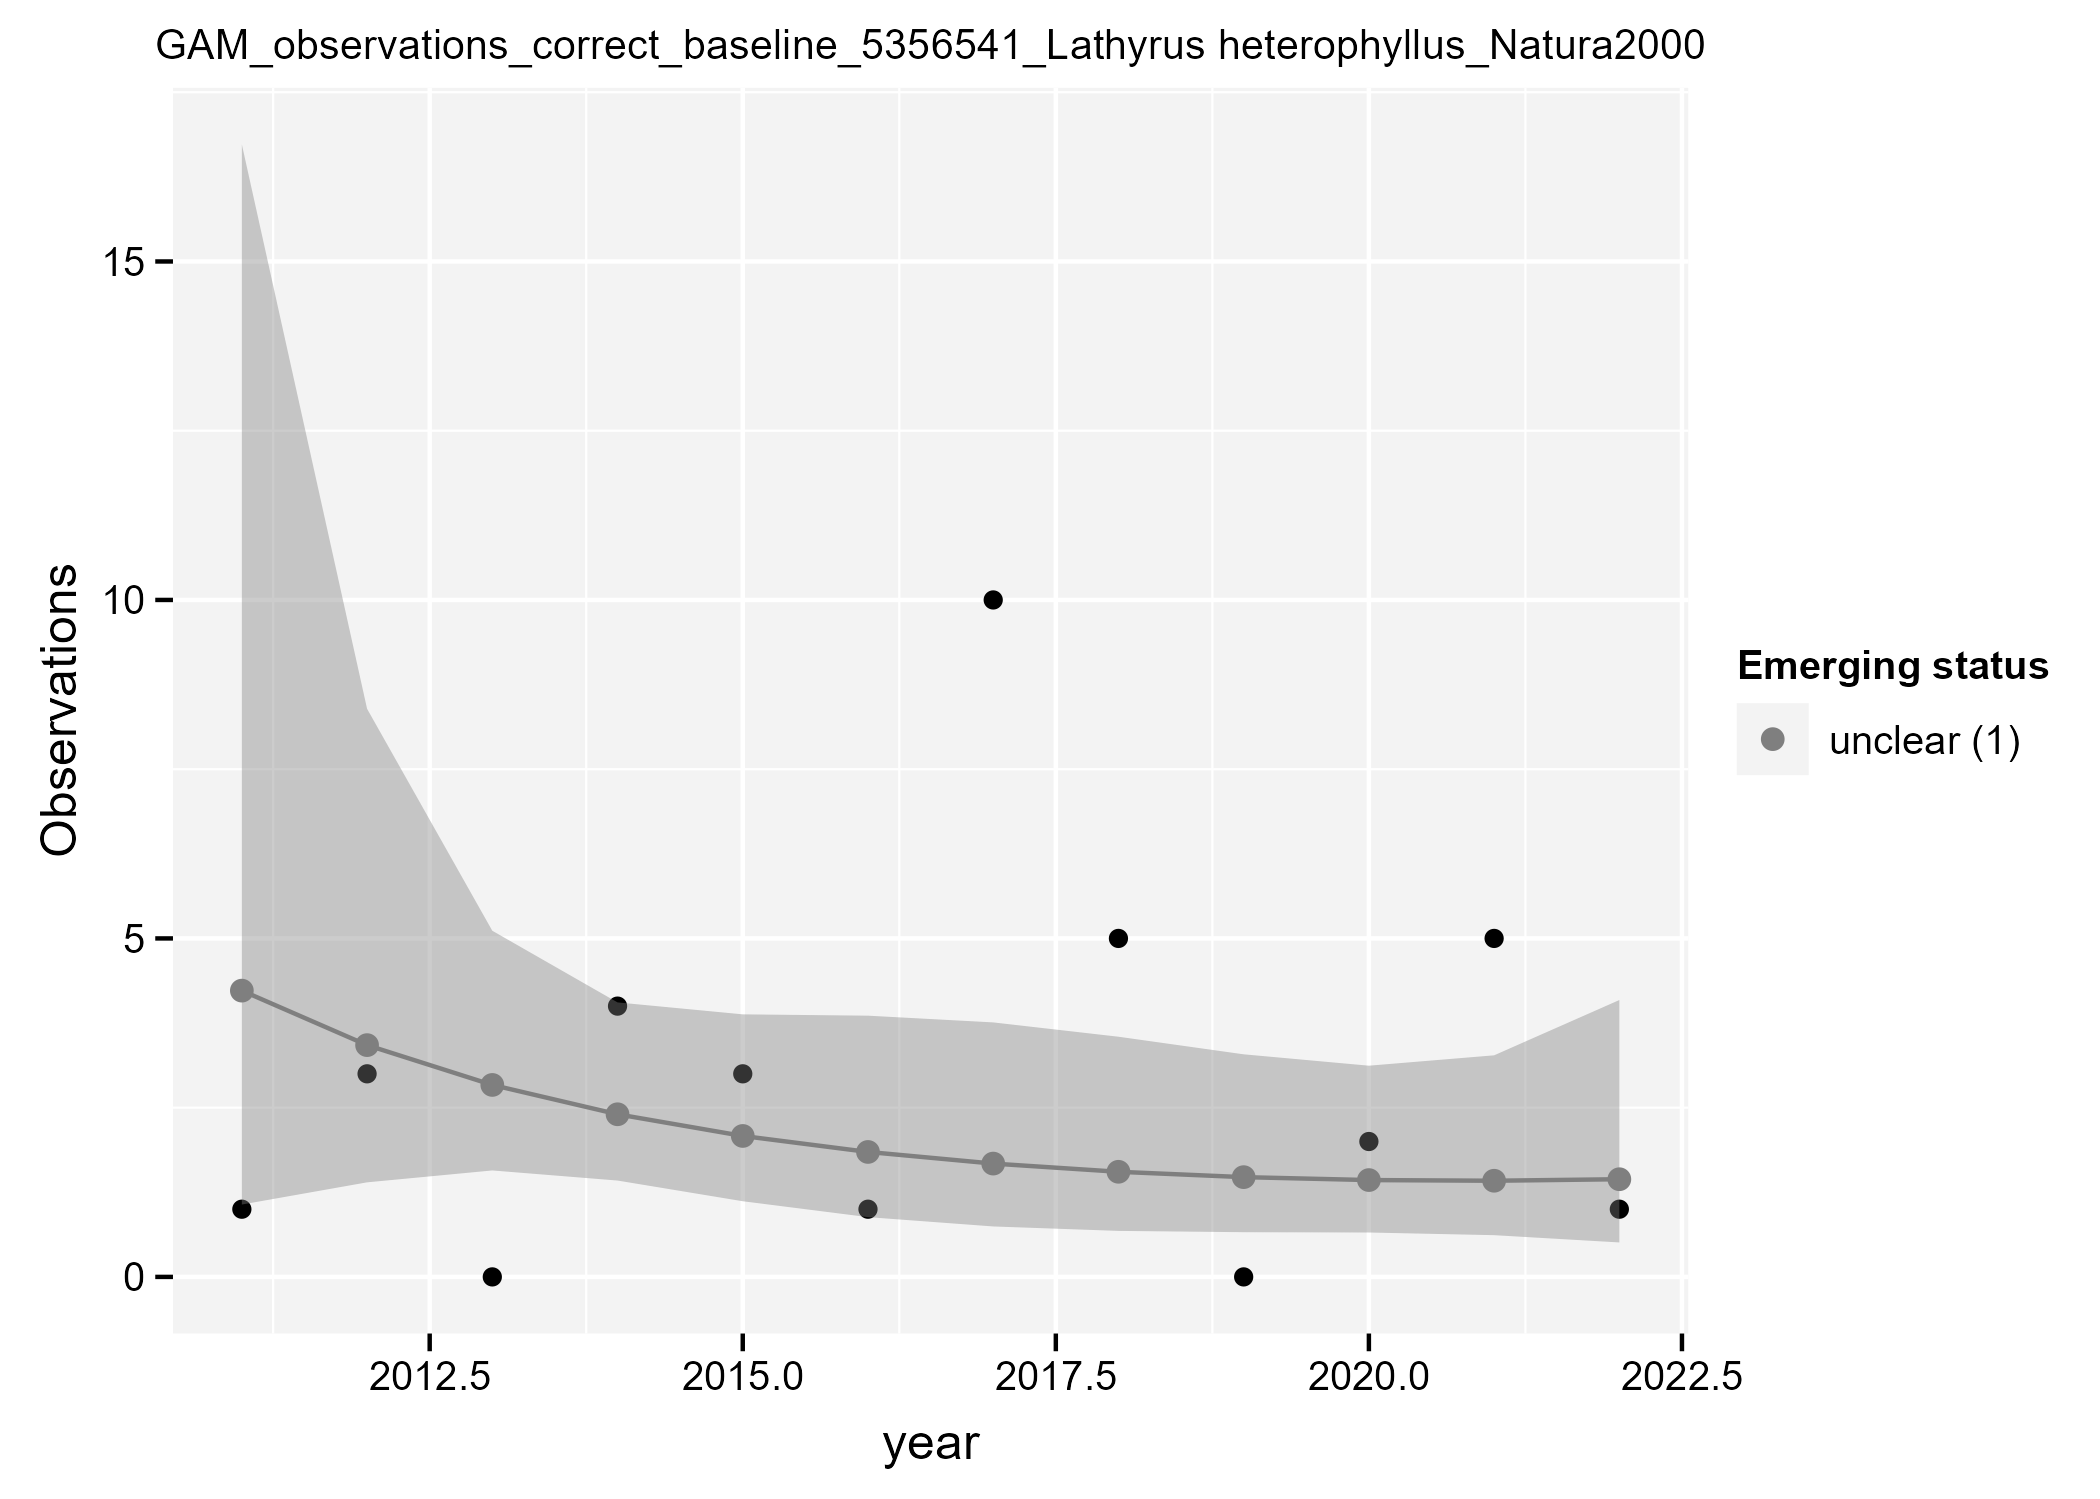 GAM_observations_correct_baseline_5356541_Lathyrus heterophyllus_Natura2000
Observations
15
10
5
0
2012.5
2015.0
2017.5
2020.0
2022.5
year
Emerging status
unclear (1)